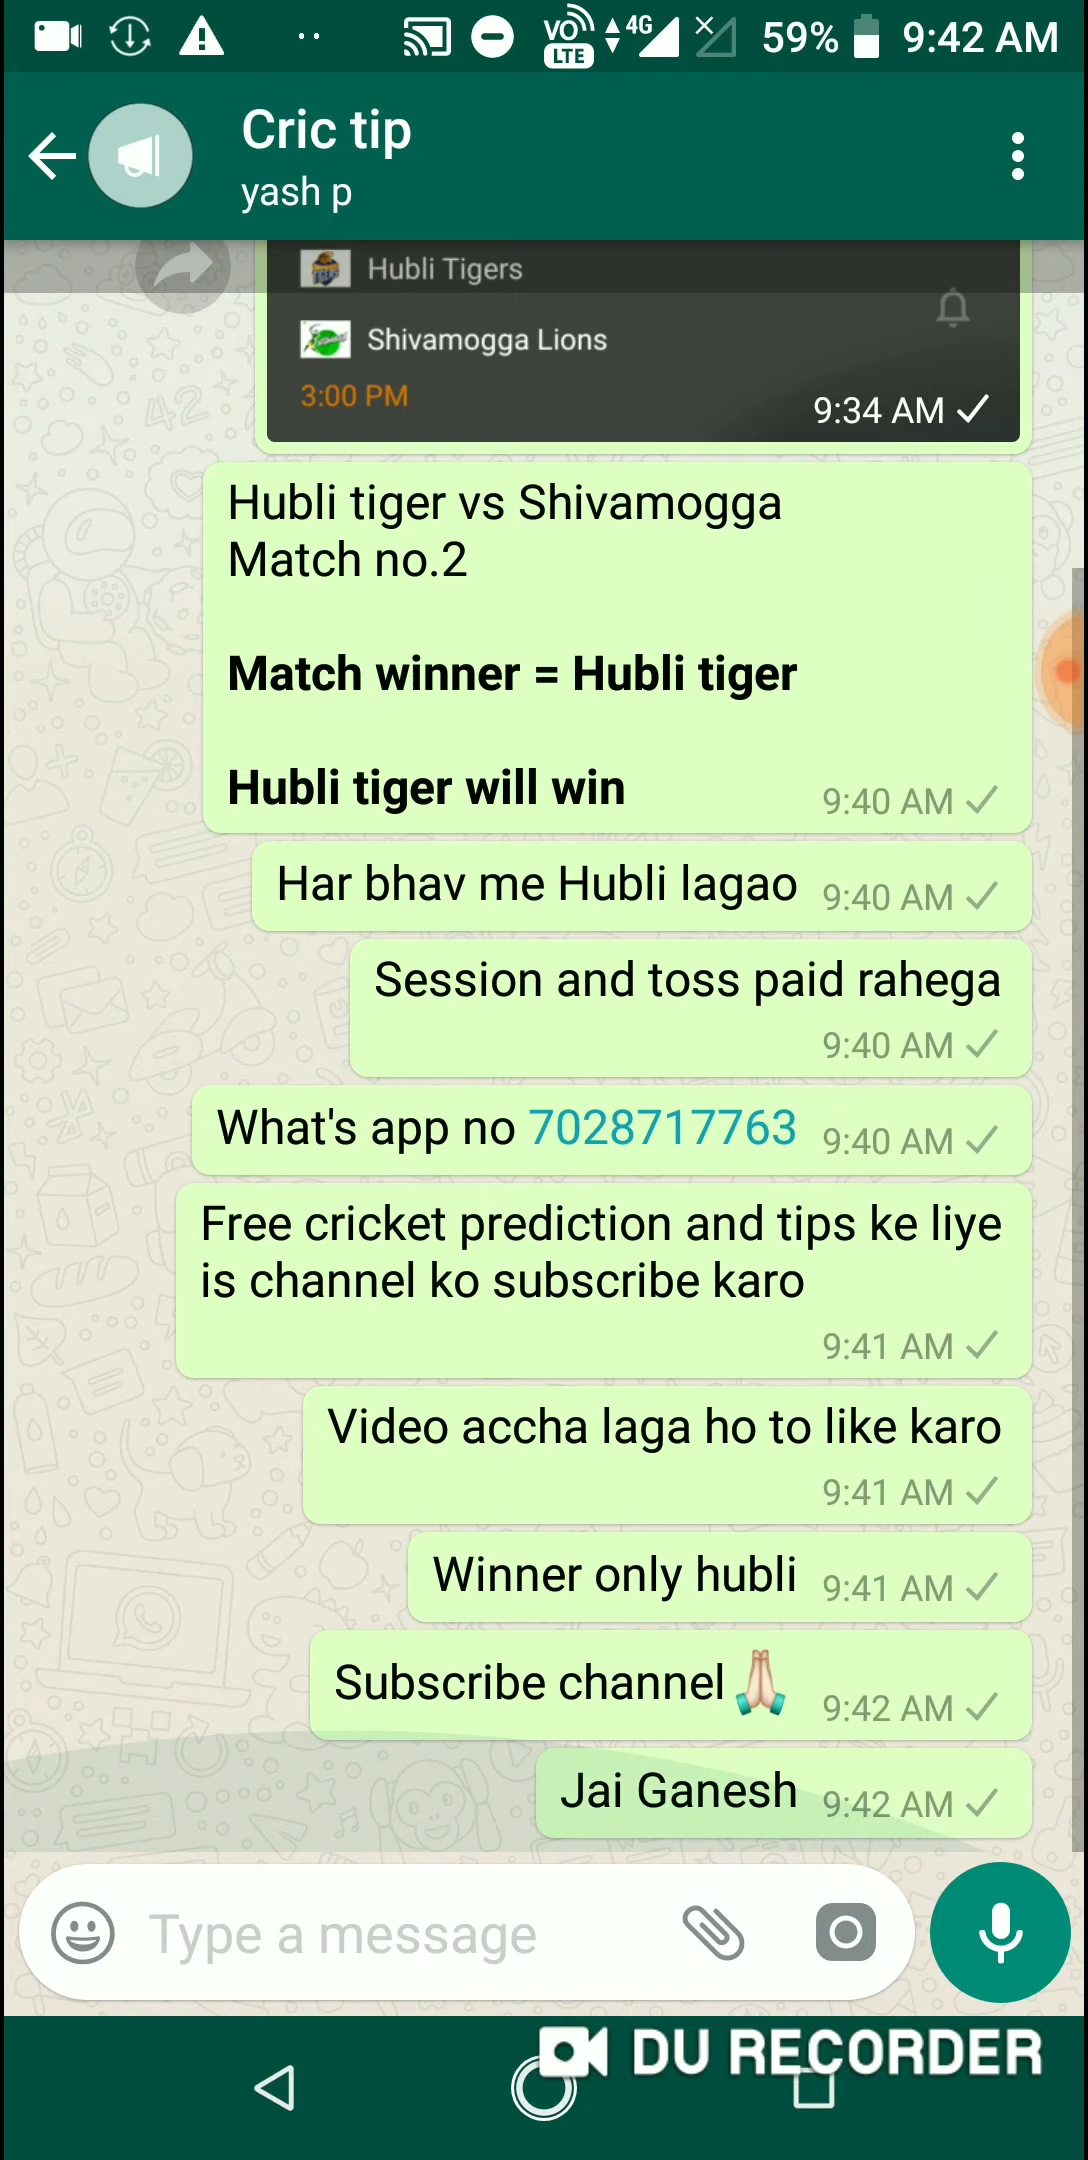 VO LTE 4G 59% 9:42 AM
Cric tip
yash p
Hubli Tigers
Shivamogga Lions
3:00 PM
9:34 AM
Hubli tiger vs Shivamogga
Match no.2
Match winner = Hubli tiger
Hubli tiger will win
9:40 AM
Har bhav me Hubli lagao 9:40 AM
Session and toss paid rahega
9:40 AM
What's app no 7028717763 9:40 AM
Free cricket prediction and tips ke liye
is channel ko subscribe karo
9:41 AM
Video accha laga ho to like karo
9:41 AM
Winner only hubli 9:41 AM
Subscribe channel🙏🏻 9:42 AM
Jai Ganesh 9:42 AM
Type a message
DU RECORDER